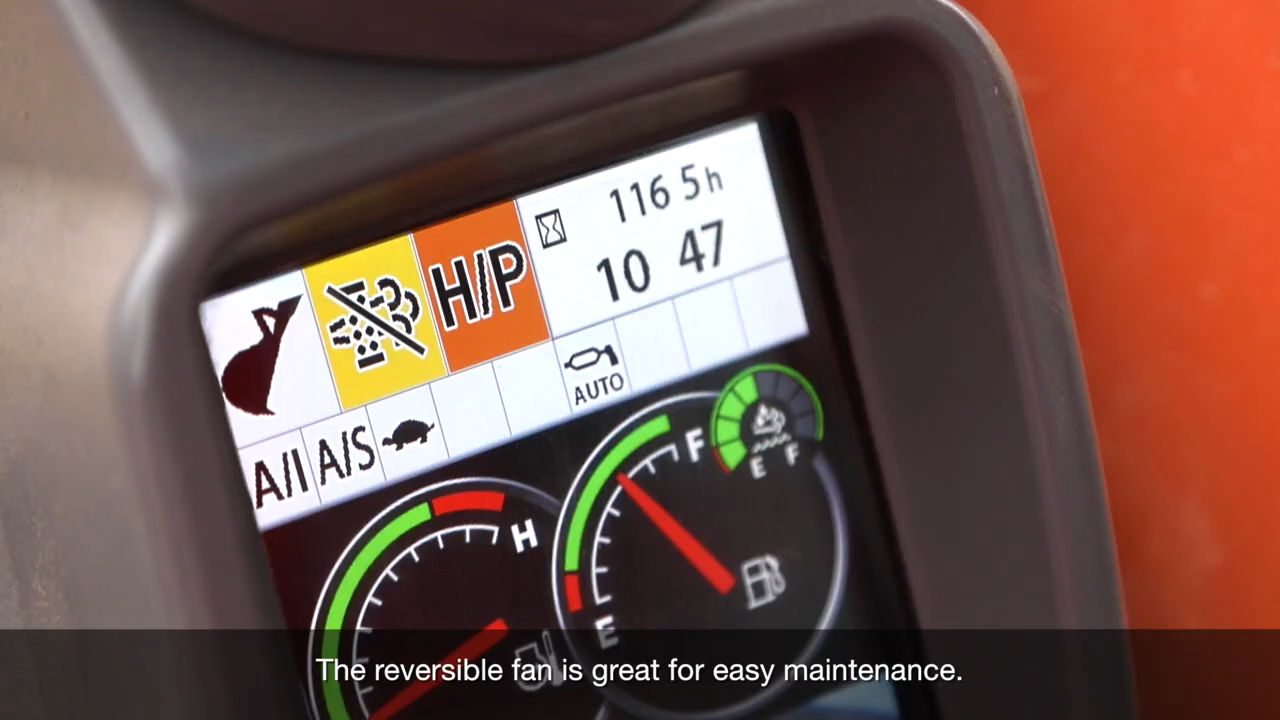 116 5h
10 47
H/P
AUTO
A/I A/S
F
E F
H
E
The reversible fan is great for easy maintenance.